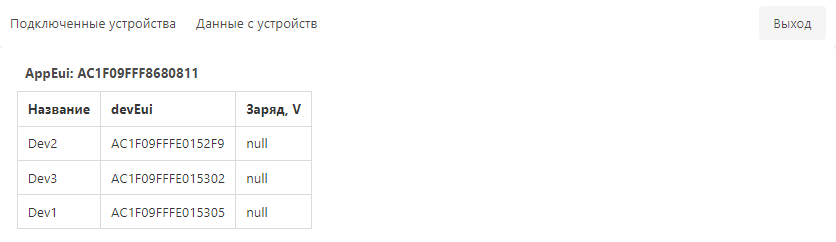 Подключенные устройства Данные с устройств Выход
AppEui: AC1F09FFF8680811
Название devEui Заряд, V
Dev2 AC1F09FFFE0152F9 null
Dev3 AC1F09FFFE015302 null
Dev1 AC1F09FFFE015305 null